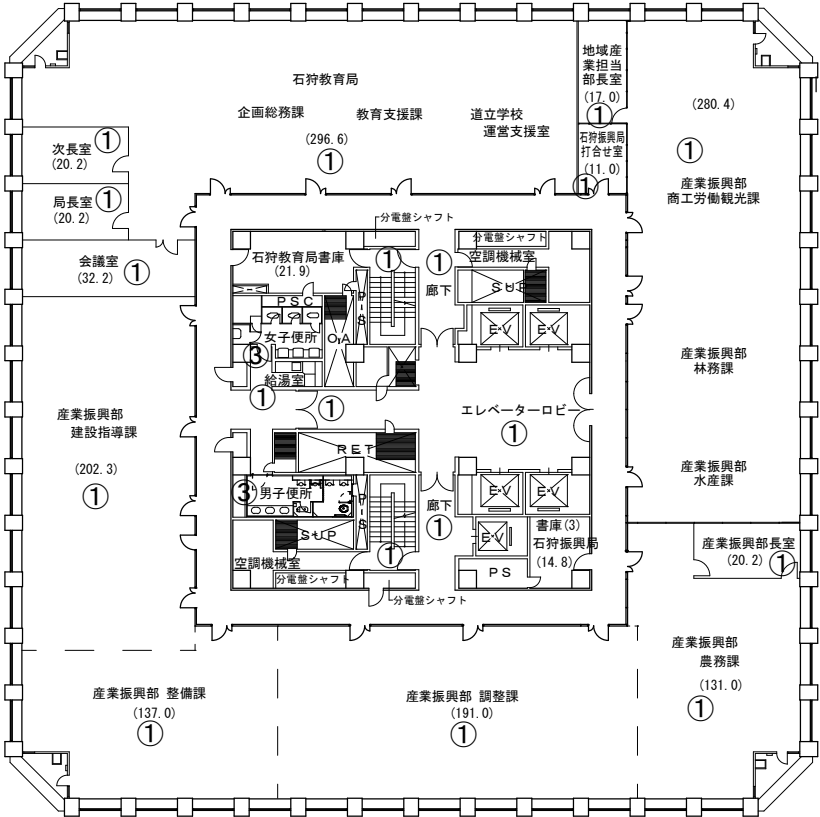 石狩教育局
企画総務課
教育支援課
道立学校
運営支援室
(296.6)
①
地域産
業担当
部長室
(17.0)
①
石狩振興局
打合せ室
(11.0)
①
(280.4)
①
産業振興部
商工労働観光課
産業振興部
林務課
産業振興部
水産課
次長室
(20.2)
①
局長室
(20.2)
①
会議室
(32.2)
①
分電盤シャフト
石狩教育局書庫
(21.9)
①
①
廊下
分電盤シャフト
空調機械室
SUP
PSC
PS
女子便所
③
OA
給湯室
①
①
EV
EV
エレベーターロビー
①
RET
男子便所
③
PS
SUP
空調機械室
分電盤シャフト
①
分電盤シャフト
廊下
①
EV
EV
EV
書庫(3)
石狩振興局
(14.8)
PS
産業振興部
建設指導課
(202.3)
①
産業振興部長室
(20.2)
①
産業振興部
農務課
(131.0)
①
産業振興部 整備課
(137.0)
①
産業振興部 調整課
(191.0)
①